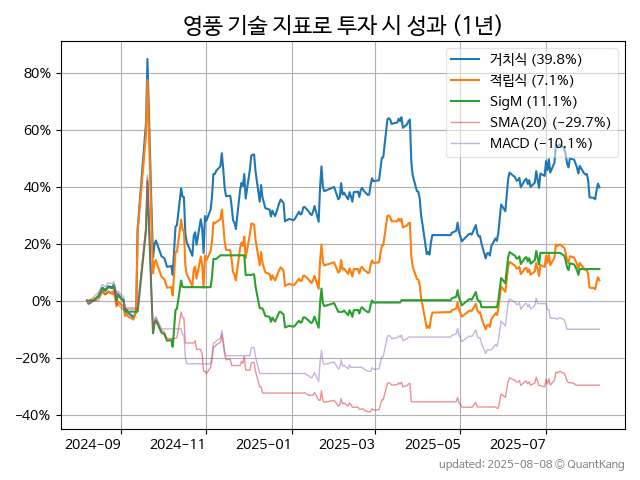 영풍 기술 지표로 투자 시 성과 (1년)
거치식 (39.8%)
적립식 (7.1%)
SigM (11.1%)
SMA(20) (−29.7%)
MACD (−10.1%)
80%
60%
40%
20%
0%
−20%
−40%
2024-09 2024-11 2025-01 2025-03 2025-05 2025-07
updated: 2025-08-08 © QuantKang